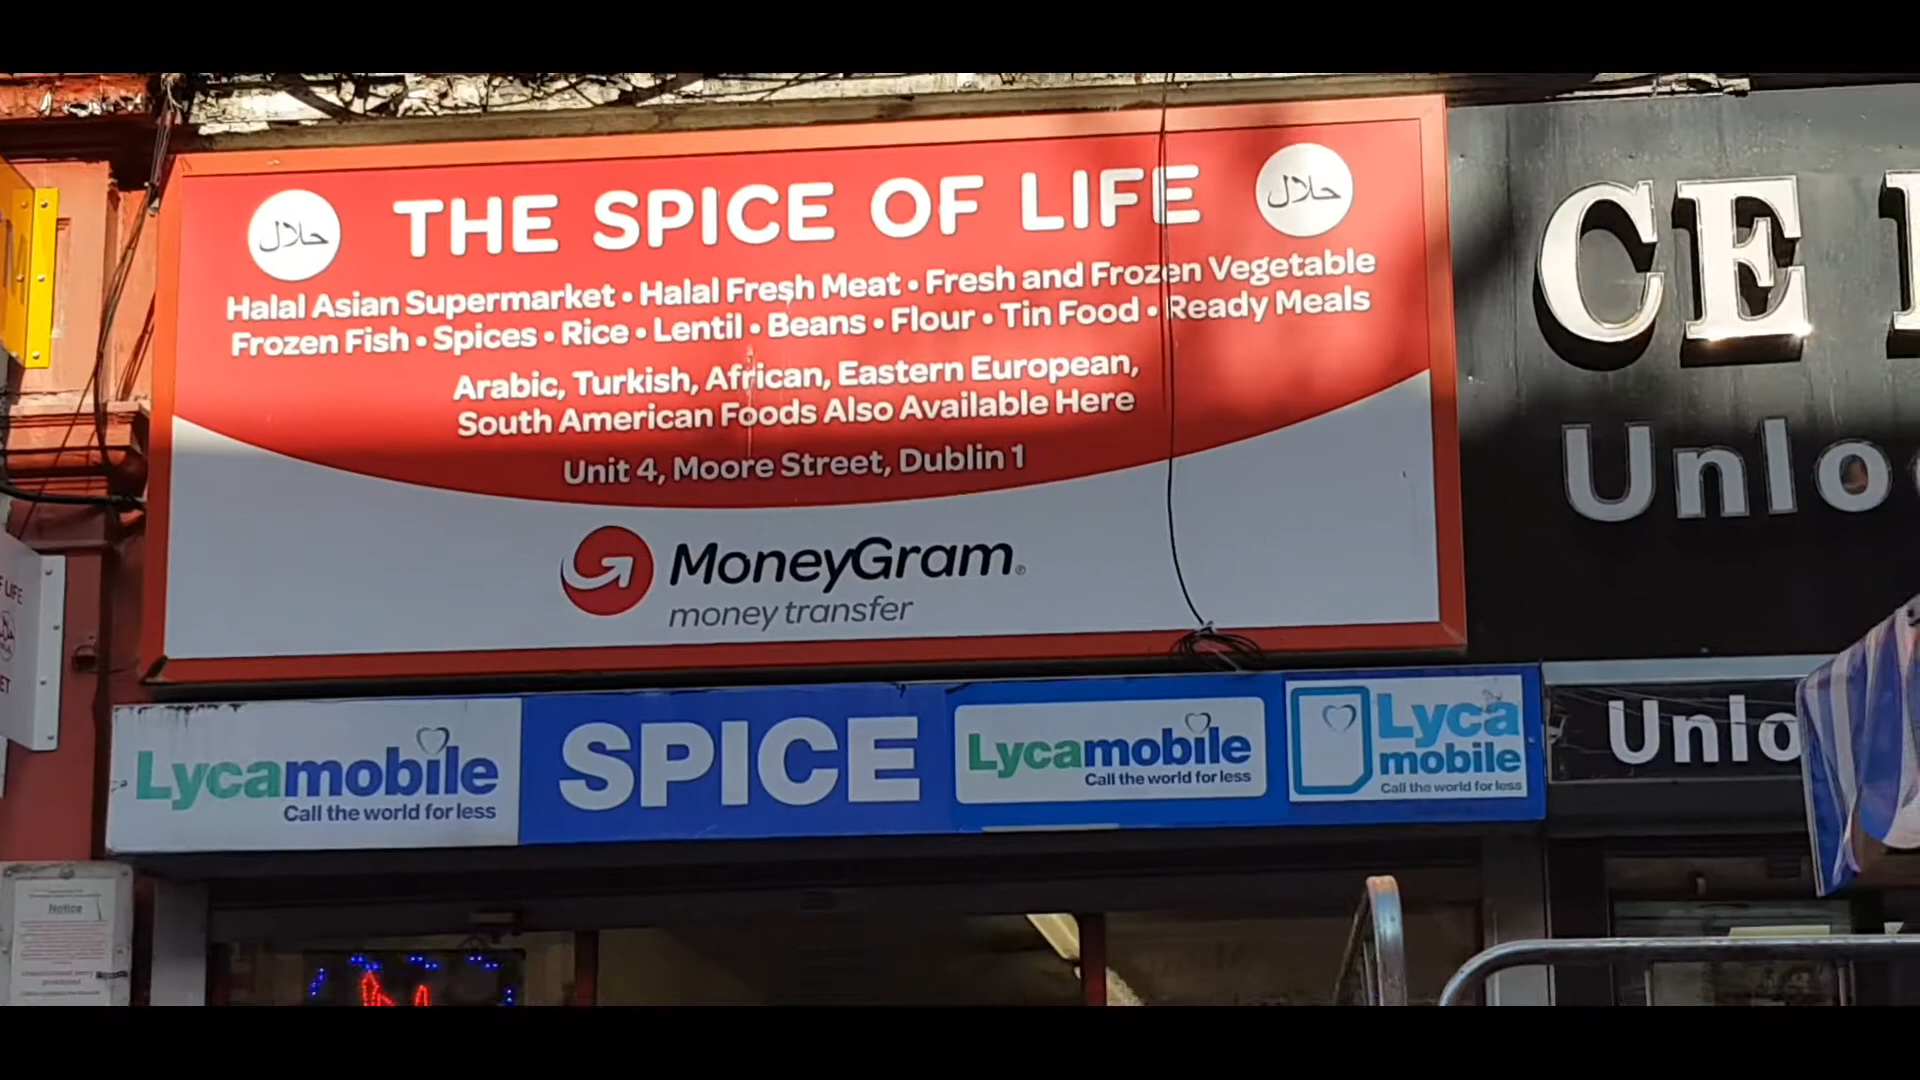 حلال
THE SPICE OF LIFE
حلال
Halal Asian Supermarket • Halal Fresh Meat • Fresh and Frozen Vegetable
Frozen Fish • Spices • Rice • Lentil • Beans • Flour • Tin Food • Ready Meals
Arabic, Turkish, African, Eastern European,
South American Foods Also Available Here
Unit 4, Moore Street, Dublin 1
MoneyGram®
money transfer
Lycamobile
Call the world for less
SPICE
Lycamobile
Call the world for less
Lyca
mobile
Call the world for less
CE
Unlo
Unlo
LIFE
ET
M
Notice